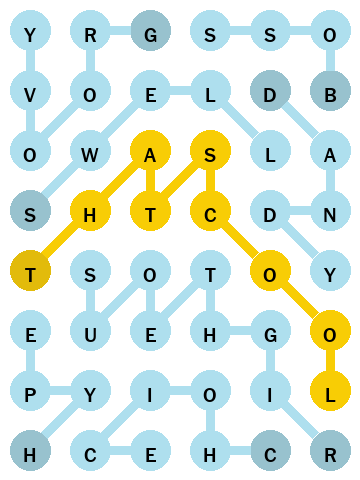 Y R G S S O
V O E L D B
O W A S L A
S H T C D N
T S O T O Y
E U E H G O
P Y I O I L
H C E H C R